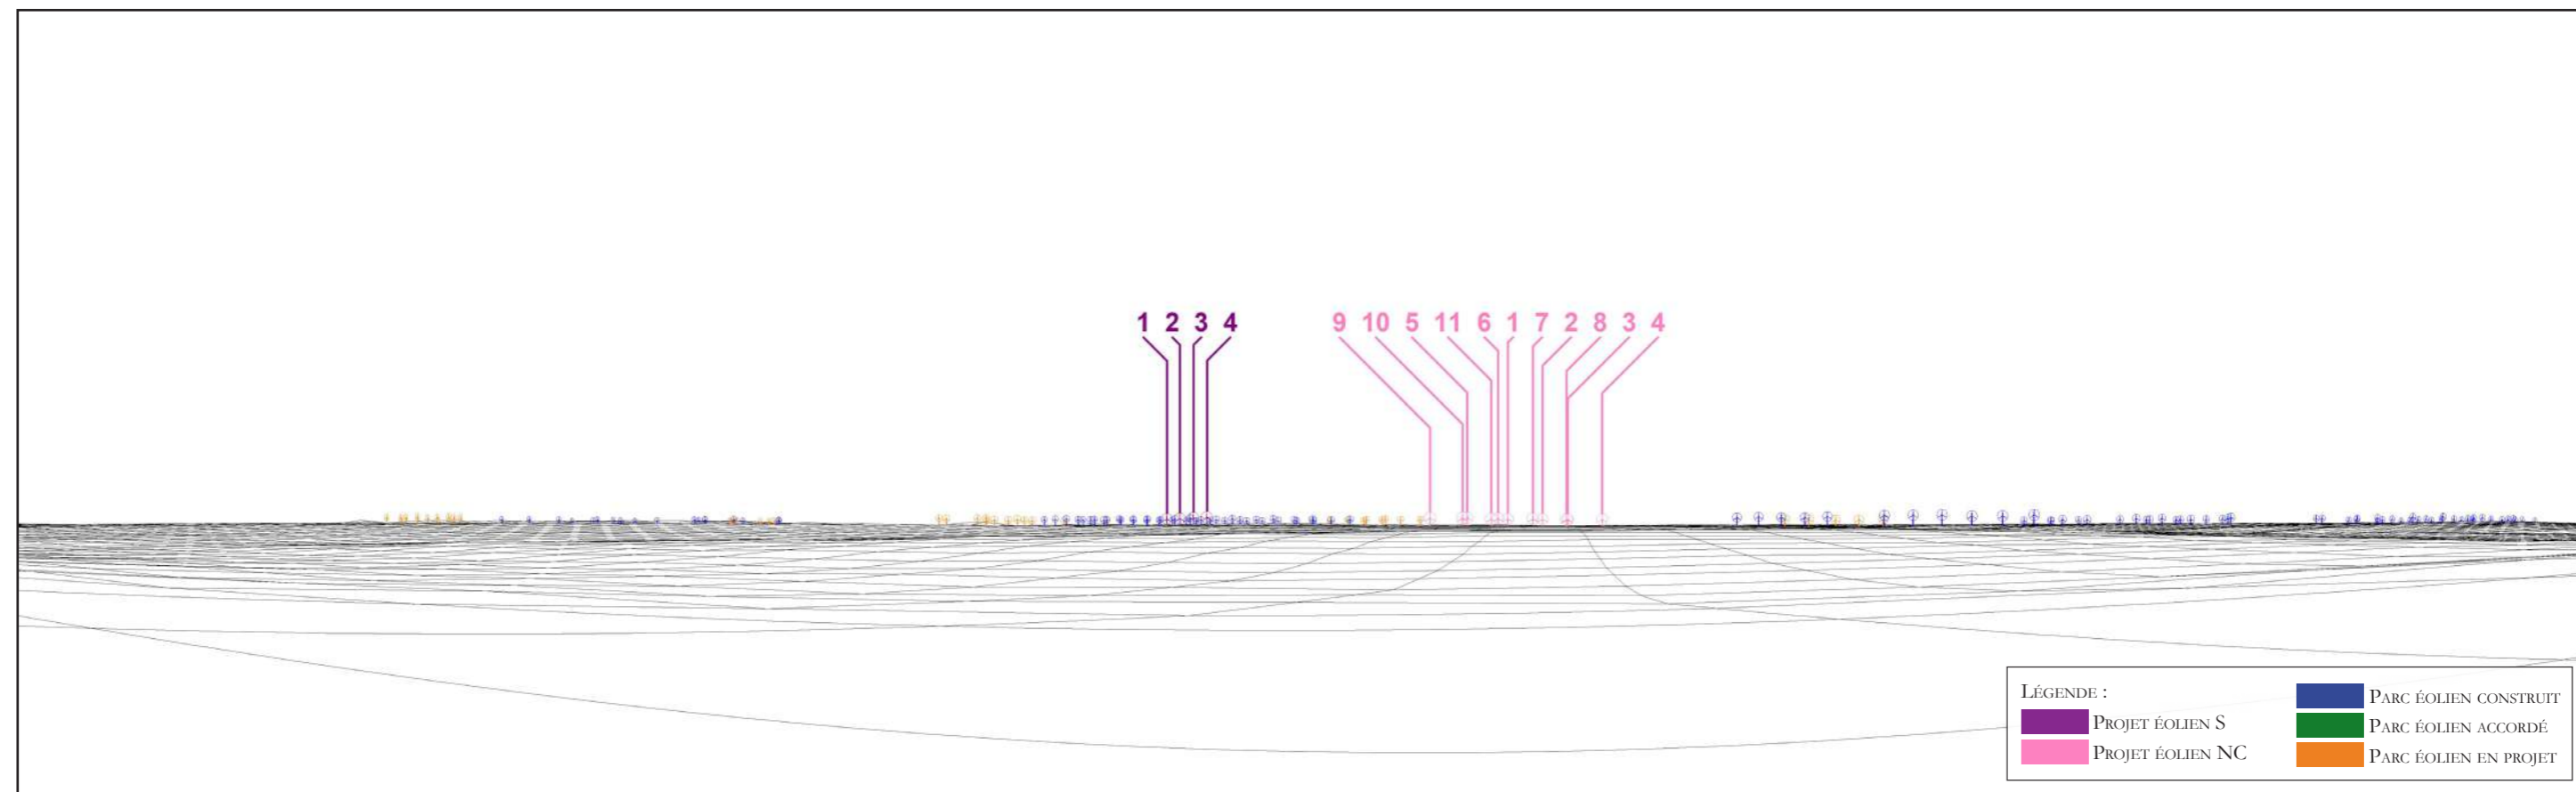 1 2 3 4 9 10 5 11 6 1 7 2 8 3 4
Légende :
Projet éolien S
Projet éolien NC
Parc éolien construit
Parc éolien accordé
Parc éolien en projet